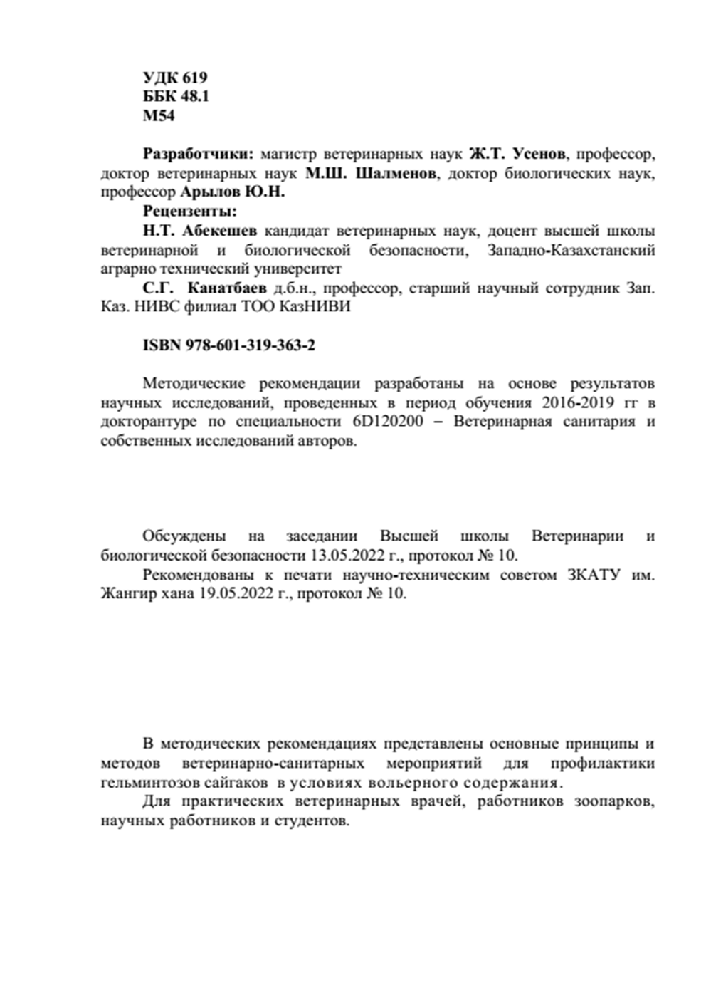 УДК 619
ББК 48.1
М54
Разработчики: магистр ветеринарных наук Ж.Т. Усенов, профессор,
доктор ветеринарных наук М.Ш. Шалменов, доктор биологических наук,
профессор Арылов Ю.Н.
Рецензенты:
Н.Т. Абекешев кандидат ветеринарных наук, доцент высшей школы
ветеринарной и биологической безопасности, Западно-Казахстанский
аграрно технический университет
С.Г. Канатбаев д.б.н., профессор, старший научный сотрудник Зап.
Каз. НИВС филиал ТОО КазНИВИ
ISBN 978-601-319-363-2
Методические рекомендации разработаны на основе результатов
научных исследований, проведенных в период обучения 2016-2019 гг в
докторантуре по специальности 6D120200 – Ветеринарная санитария и
собственных исследований авторов.
Обсуждены на заседании Высшей школы Ветеринарии и
биологической безопасности 13.05.2022 г., протокол № 10.
Рекомендованы к печати научно-техническим советом ЗКАТУ им.
Жангир хана 19.05.2022 г., протокол № 10.
В методических рекомендациях представлены основные принципы и
методов ветеринарно-санитарных мероприятий для профилактики
гельминтозов сайгаков в условиях вольерного содержания.
Для практических ветеринарных врачей, работников зоопарков,
научных работников и студентов.